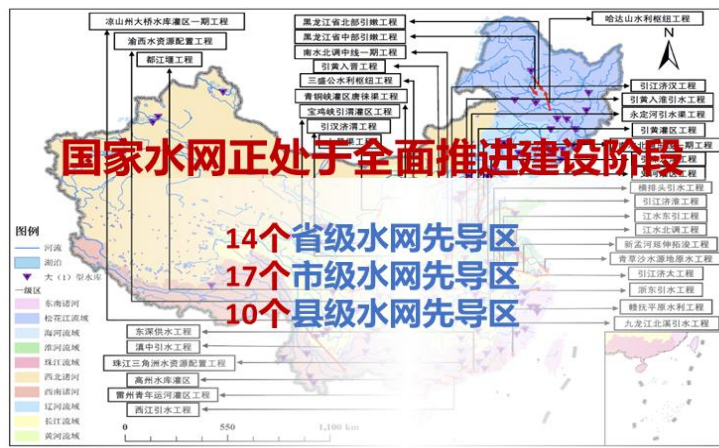 凉山州大桥水库灌区一期工程
渝西水资源配置工程
都江堰工程
黑龙江省北部引嫩工程
黑龙江省中部引嫩工程
南水北调中线一期工程
引黄入晋工程
三盛公水利枢纽工程
青铜峡灌区唐徕渠工程
宝鸡峡引渭灌区工程
引汉济渭工程
哈达山水利枢纽工程
N
引江济汉工程
引黄入淮引水工程
永定河引水渠工程
引黄灌区工程
国家水网正处于全面推进建设阶段
横排头引水工程
引江济淮工程
江水东引工程
江水北调工程
新孟河延伸拓浚工程
青草沙水源地原水工程
引江济太工程
浙东引水工程
赣抚平原水利工程
九龙江北溪引水工程
14个省级水网先导区
17个市级水网先导区
10个县级水网先导区
图例
河流
湖泊
大（1）型水库
一级区
东南诸河
松花江流域
海河流域
淮河流域
珠江流域
西北诸河
西南诸河
辽河流域
长江流域
黄河流域
东深供水工程
滇中引水工程
珠江三角洲水资源配置工程
高州水库灌区
雷州青年运河灌区工程
西江引水工程
0 550 1,100 km